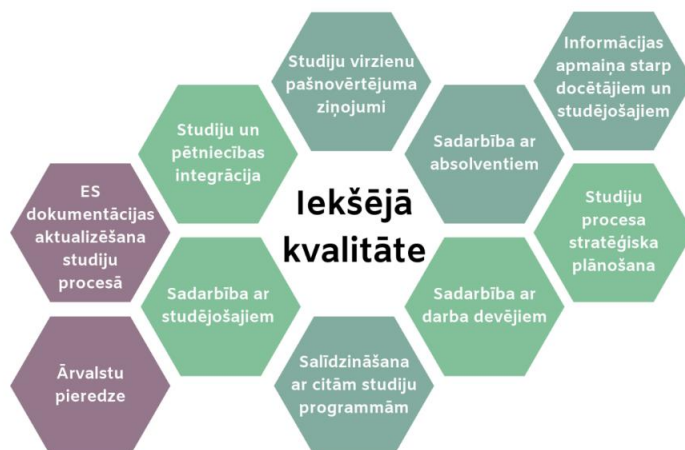 Studiju virzienu
pašnovērtējuma
ziņojumi
Informācijas
apmaiņa starp
docētājiem un
studējošajiem
Studiju un
pētniecības
integrācija
Sadarbība ar
absolventiem
ES
dokumentācijas
aktualizēšana
studiju
procesā
Iekšējā
kvalitāte
Studiju
procesa
stratēģiska
plānošana
Sadarbība ar
studējošajiem
Sadarbība ar
darba devējiem
Ārvalstu
pieredze
Salīdzināšana
ar citām studiju
programmām